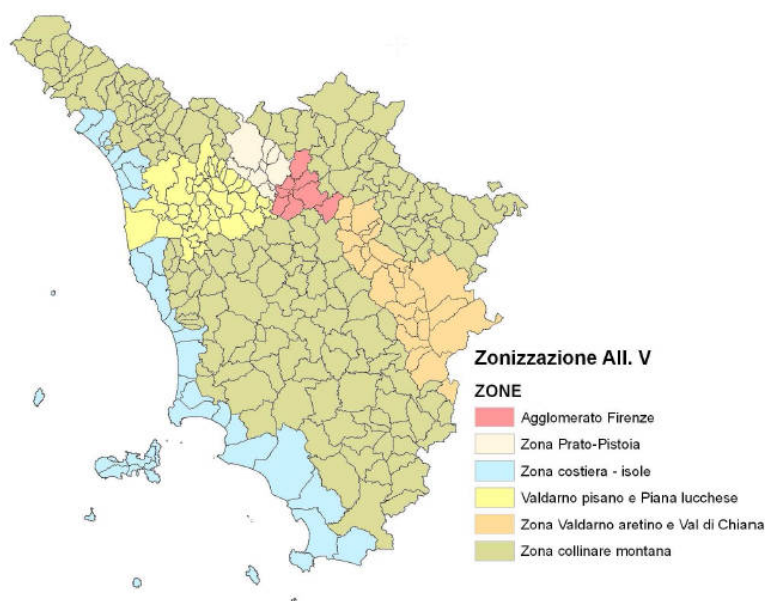 Zonizzazione All. V
ZONE
Agglomerato Firenze
Zona Prato-Pistoia
Zona costiera - isole
Valdarno pisano e Piana lucchese
Zona Valdarno aretino e Val di Chiana
Zona collinare montana